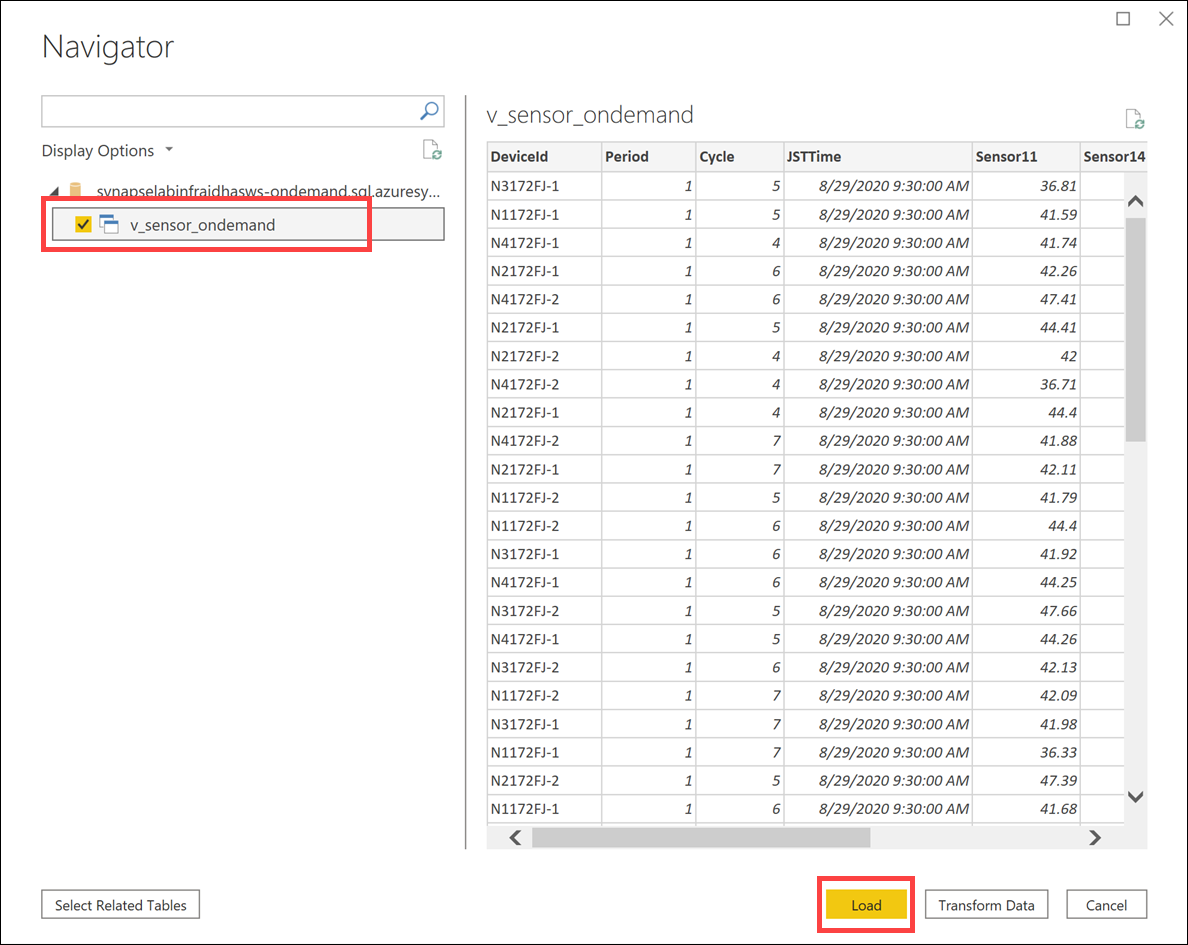 Navigator
Display Options
synapselabinfraidhasws-ondemand.sql.azuresy...
v_sensor_ondemand
v_sensor_ondemand
DeviceId Period Cycle JSTTime Sensor11 Sensor14
N3172FJ-1 1 5 8/29/2020 9:30:00 AM 36.81
N1172FJ-1 1 5 8/29/2020 9:30:00 AM 41.59
N4172FJ-1 1 4 8/29/2020 9:30:00 AM 41.74
N2172FJ-1 1 6 8/29/2020 9:30:00 AM 42.26
N4172FJ-2 1 6 8/29/2020 9:30:00 AM 47.41
N2172FJ-1 1 5 8/29/2020 9:30:00 AM 44.41
N2172FJ-2 1 4 8/29/2020 9:30:00 AM 42
N4172FJ-2 1 4 8/29/2020 9:30:00 AM 36.71
N2172FJ-1 1 4 8/29/2020 9:30:00 AM 44.4
N4172FJ-2 1 7 8/29/2020 9:30:00 AM 41.88
N2172FJ-1 1 7 8/29/2020 9:30:00 AM 42.11
N1172FJ-2 1 5 8/29/2020 9:30:00 AM 41.79
N1172FJ-2 1 6 8/29/2020 9:30:00 AM 44.4
N3172FJ-1 1 6 8/29/2020 9:30:00 AM 41.92
N4172FJ-1 1 6 8/29/2020 9:30:00 AM 44.25
N3172FJ-2 1 5 8/29/2020 9:30:00 AM 47.66
N4172FJ-1 1 5 8/29/2020 9:30:00 AM 44.26
N3172FJ-2 1 6 8/29/2020 9:30:00 AM 42.13
N1172FJ-2 1 7 8/29/2020 9:30:00 AM 42.09
N3172FJ-1 1 7 8/29/2020 9:30:00 AM 41.98
N1172FJ-1 1 7 8/29/2020 9:30:00 AM 36.33
N2172FJ-2 1 5 8/29/2020 9:30:00 AM 47.39
N1172FJ-1 1 6 8/29/2020 9:30:00 AM 41.68
Select Related Tables
Load
Transform Data
Cancel